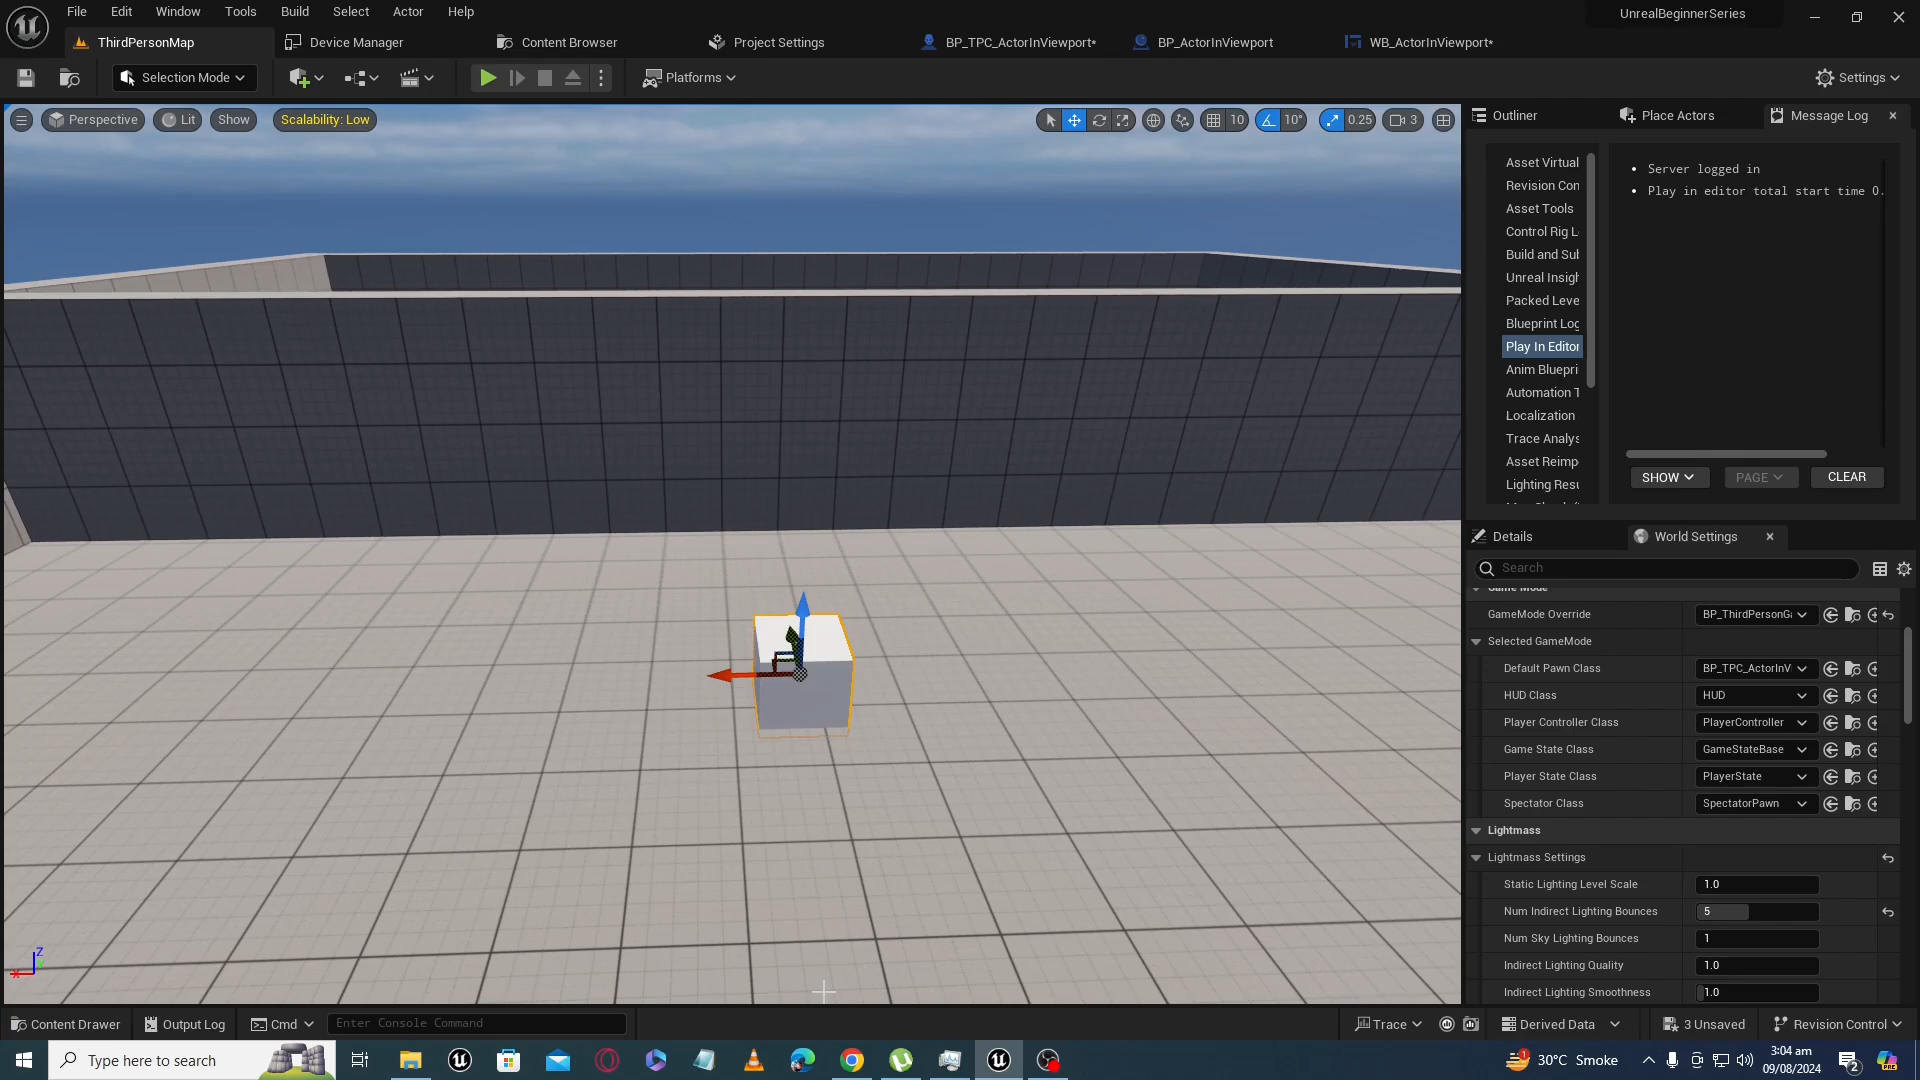 File Edit Window Tools Build Select Actor Help
UnrealBeginnerSeries
ThirdPersonMap
Device Manager
Content Browser
Project Settings
BP_TPC_ActorInViewport*
BP_ActorInViewport
WB_ActorInViewport*
Selection Mode
Platforms
Settings
Perspective
Lit
Show
Scalability: Low
10
10°
0.25
3
Outliner
Place Actors
Message Log
Asset Virtual
Revision Con
Asset Tools
Control Rig L
Build and Sub
Unreal Insigh
Packed Leve
Blueprint Log
Play In Editor
Anim Bluepri
Automation T
Localization
Trace Analys
Asset Reimp
Lighting Resu
Server logged in
Play in editor total start time 0.
SHOW
PAGE
CLEAR
Details
World Settings
Search
Game Mode
GameMode Override BP_ThirdPersonGa
Selected GameMode
Default Pawn Class BP_TPC_ActorInV
HUD Class HUD
Player Controller Class PlayerController
Game State Class GameStateBase
Player State Class PlayerState
Spectator Class SpectatorPawn
Lightmass
Lightmass Settings
Static Lighting Level Scale 1.0
Num Indirect Lighting Bounces 5
Num Sky Lighting Bounces 1
Indirect Lighting Quality 1.0
Indirect Lighting Smoothness 1.0
Z
X
Content Drawer
Output Log
Cmd
Enter Console Command
Trace
Derived Data
3 Unsaved
Revision Control
Type here to search
30°C Smoke
3:04 am
09/08/2024
2